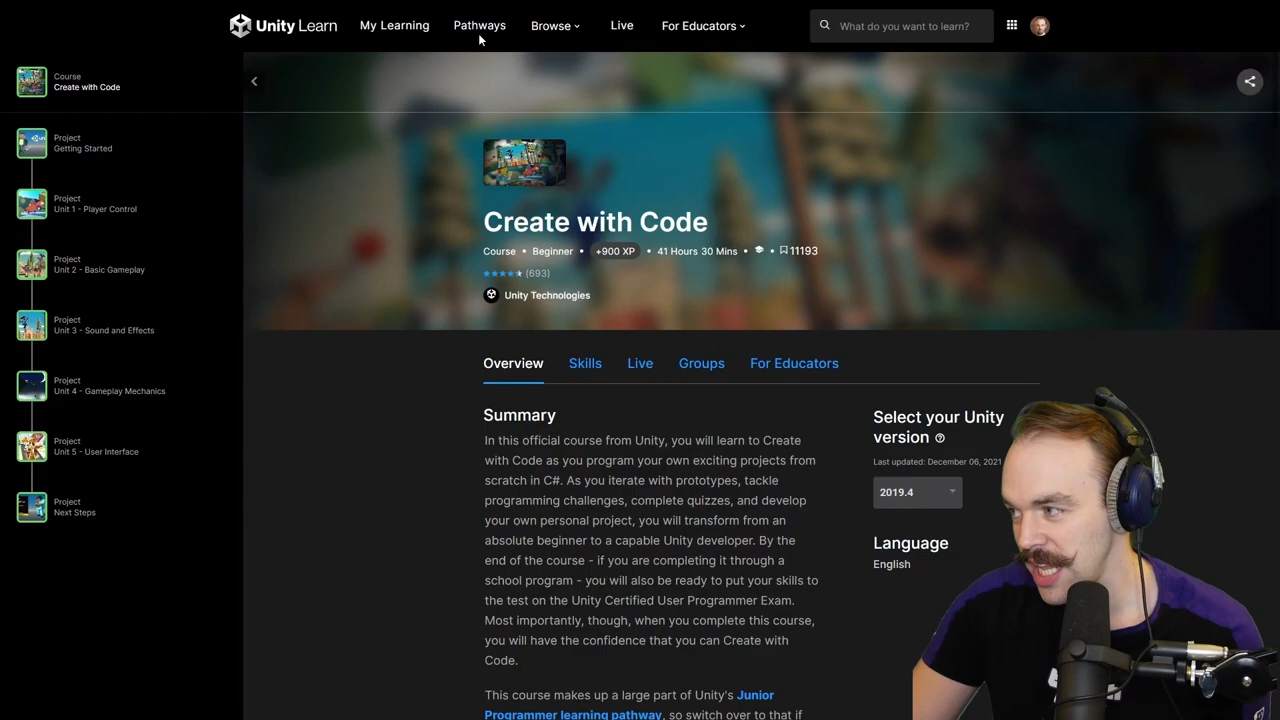 Unity Learn
My Learning
Pathways
Browse
Live
For Educators
What do you want to learn?
Course
Create with Code
Project
Getting Started
Project
Unit 1 - Player Control
Project
Unit 2 - Basic Gameplay
Project
Unit 3 - Sound and Effects
Project
Unit 4 - Gameplay Mechanics
Project
Unit 5 - User Interface
Project
Next Steps
Create with Code
Course • Beginner • +900 XP • 41 Hours 30 Mins • • 11193
(693)
Unity Technologies
Overview
Skills
Live
Groups
For Educators
Summary
In this official course from Unity, you will learn to Create
with Code as you program your own exciting projects from
scratch in C#. As you iterate with prototypes, tackle
programming challenges, complete quizzes, and develop
your own personal project, you will transform from an
absolute beginner to a capable Unity developer. By the
end of the course - if you are completing it through a
school program - you will also be ready to put your skills to
the test on the Unity Certified User Programmer Exam.
Most importantly, though, when you complete this course,
you will have the confidence that you can Create with
Code.
This course makes up a large part of Unity's Junior
Programmer learning pathway, so switch over to that if
Select your Unity
version
Last updated: December 06, 2021
2019.4
Language
English